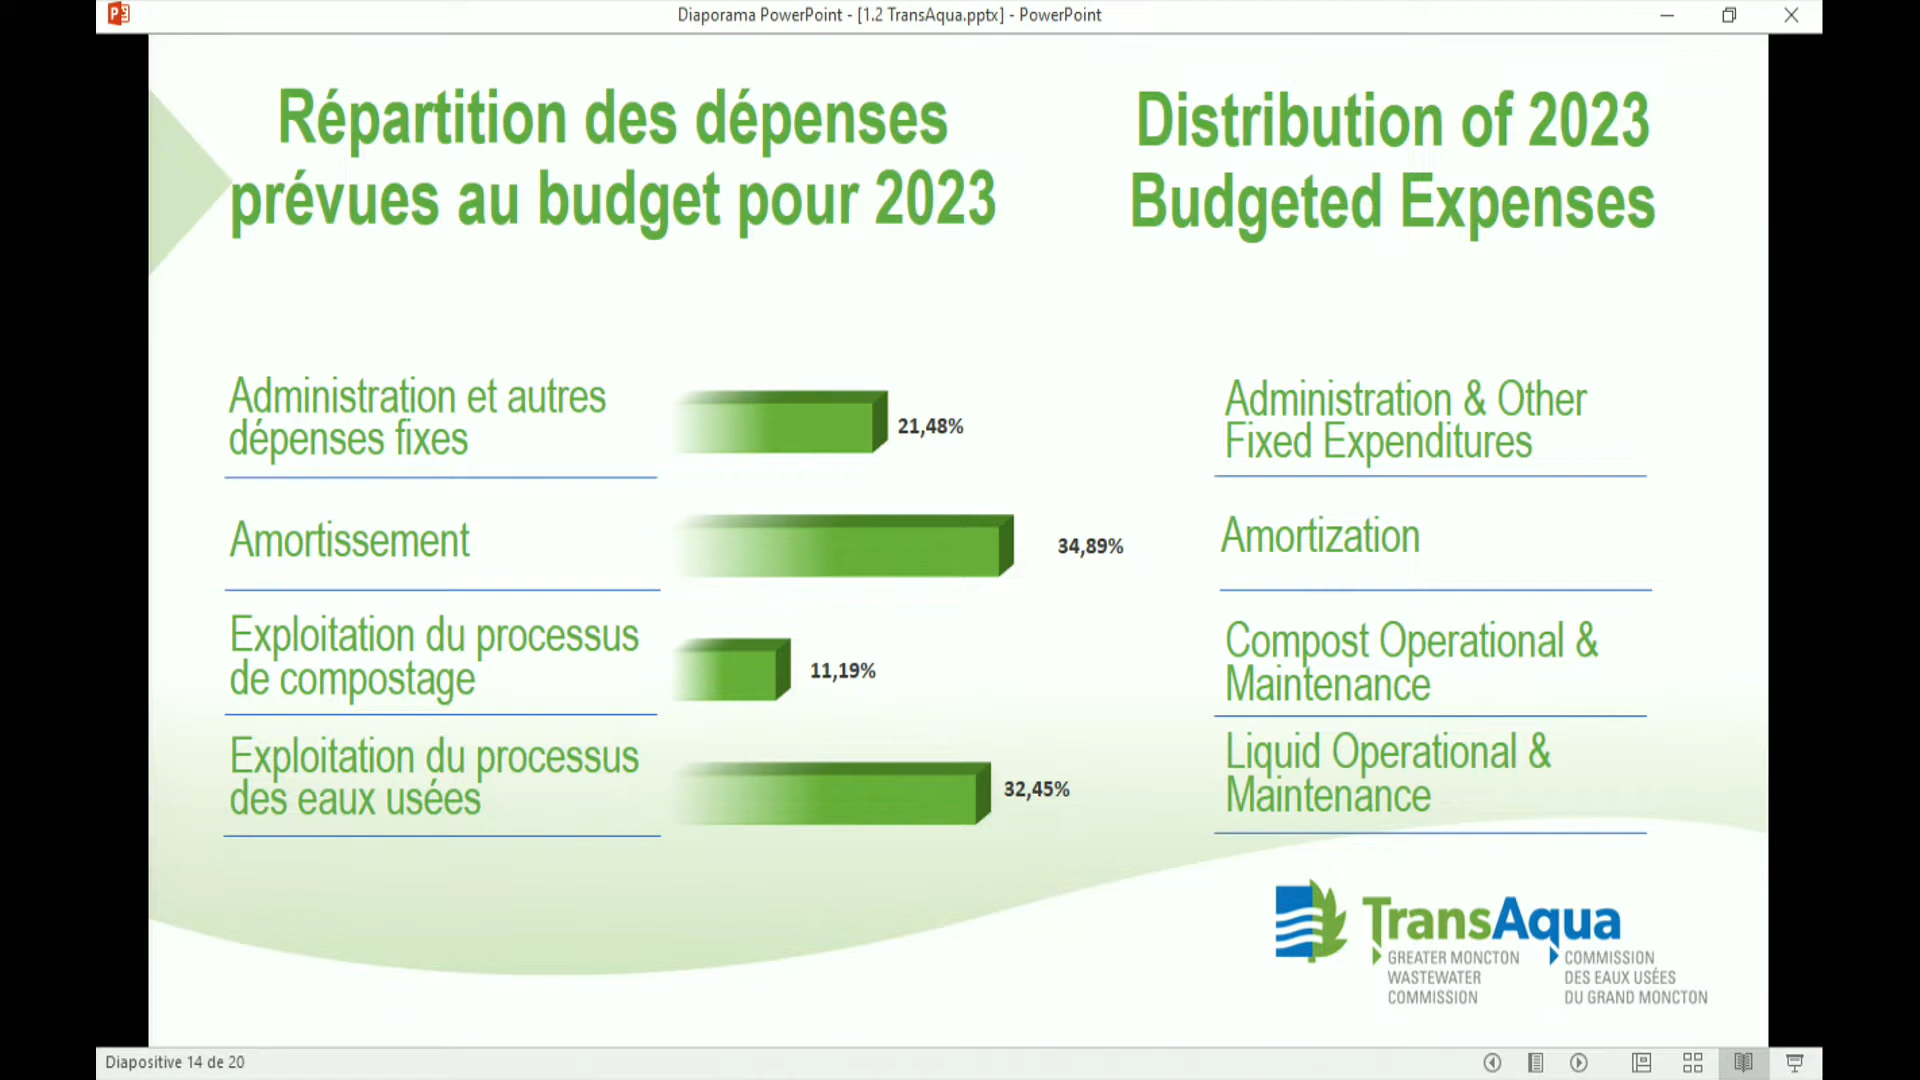 Diaporama PowerPoint - [1.2 TransAqua.pptx] - PowerPoint
Répartition des dépenses
prévues au budget pour 2023
Distribution of 2023
Budgeted Expenses
Administration et autres
dépenses fixes
21,48%
Administration & Other
Fixed Expenditures
Amortissement
34,89%
Amortization
Exploitation du processus
de compostage
11,19%
Compost Operational &
Maintenance
Exploitation du processus
des eaux usées
32,45%
Liquid Operational &
Maintenance
TransAqua
GREATER MONCTON
WASTEWATER
COMMISSION
COMMISSION
DES EAUX USÉES
DU GRAND MONCTON
Diapositive 14 de 20